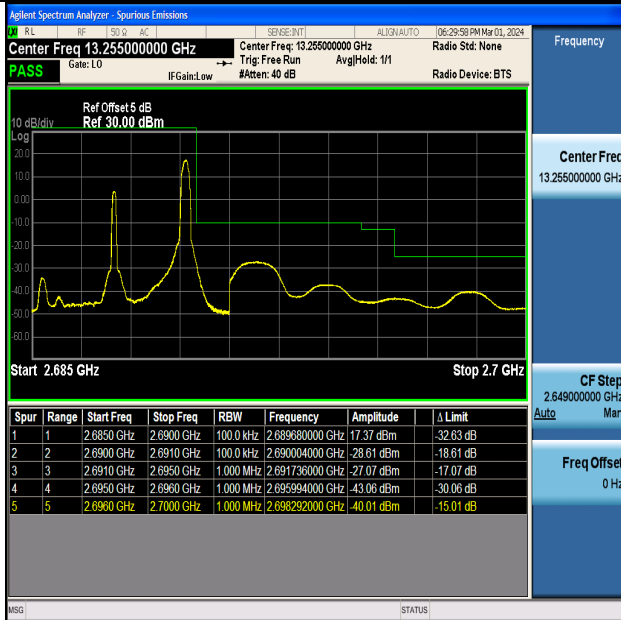 Agilent Spectrum Analyzer - Spurious Emissions
LXI RL RF 50 Ω AC SENSE:INT ALIGN AUTO 06:29:58 PM Mar 01, 2024
Center Freq 13.255000000 GHz
Center Freq: 13.255000000 GHz
Radio Std: None
Trig: Free Run Avg|Hold: 1/1
PASS
Gate: LO
IFGain:Low
#Atten: 40 dB
Radio Device: BTS
Ref Offset 5 dB
10 dB/div Ref 30.00 dBm
Log
20.0
10.0
0.00
-10.0
-20.0
-30.0
-40.0
-50.0
-60.0
Start 2.685 GHz Stop 2.7 GHz
Spur Range Start Freq Stop Freq RBW Frequency Amplitude Δ Limit
1 1 2.6850 GHz 2.6900 GHz 100.0 kHz 2.689680000 GHz 17.37 dBm -32.63 dB
2 2 2.6900 GHz 2.6910 GHz 100.0 kHz 2.690004000 GHz -28.61 dBm -18.61 dB
3 3 2.6910 GHz 2.6950 GHz 1.000 MHz 2.691736000 GHz -27.07 dBm -17.07 dB
4 4 2.6950 GHz 2.6960 GHz 1.000 MHz 2.695994000 GHz -43.06 dBm -30.06 dB
5 5 2.6960 GHz 2.7000 GHz 1.000 MHz 2.698292000 GHz -40.01 dBm -15.01 dB
Frequency
Center Freq
13.255000000 GHz
CF Step
2.649000000 GHz
Auto Man
Freq Offset
0 Hz
MSG STATUS